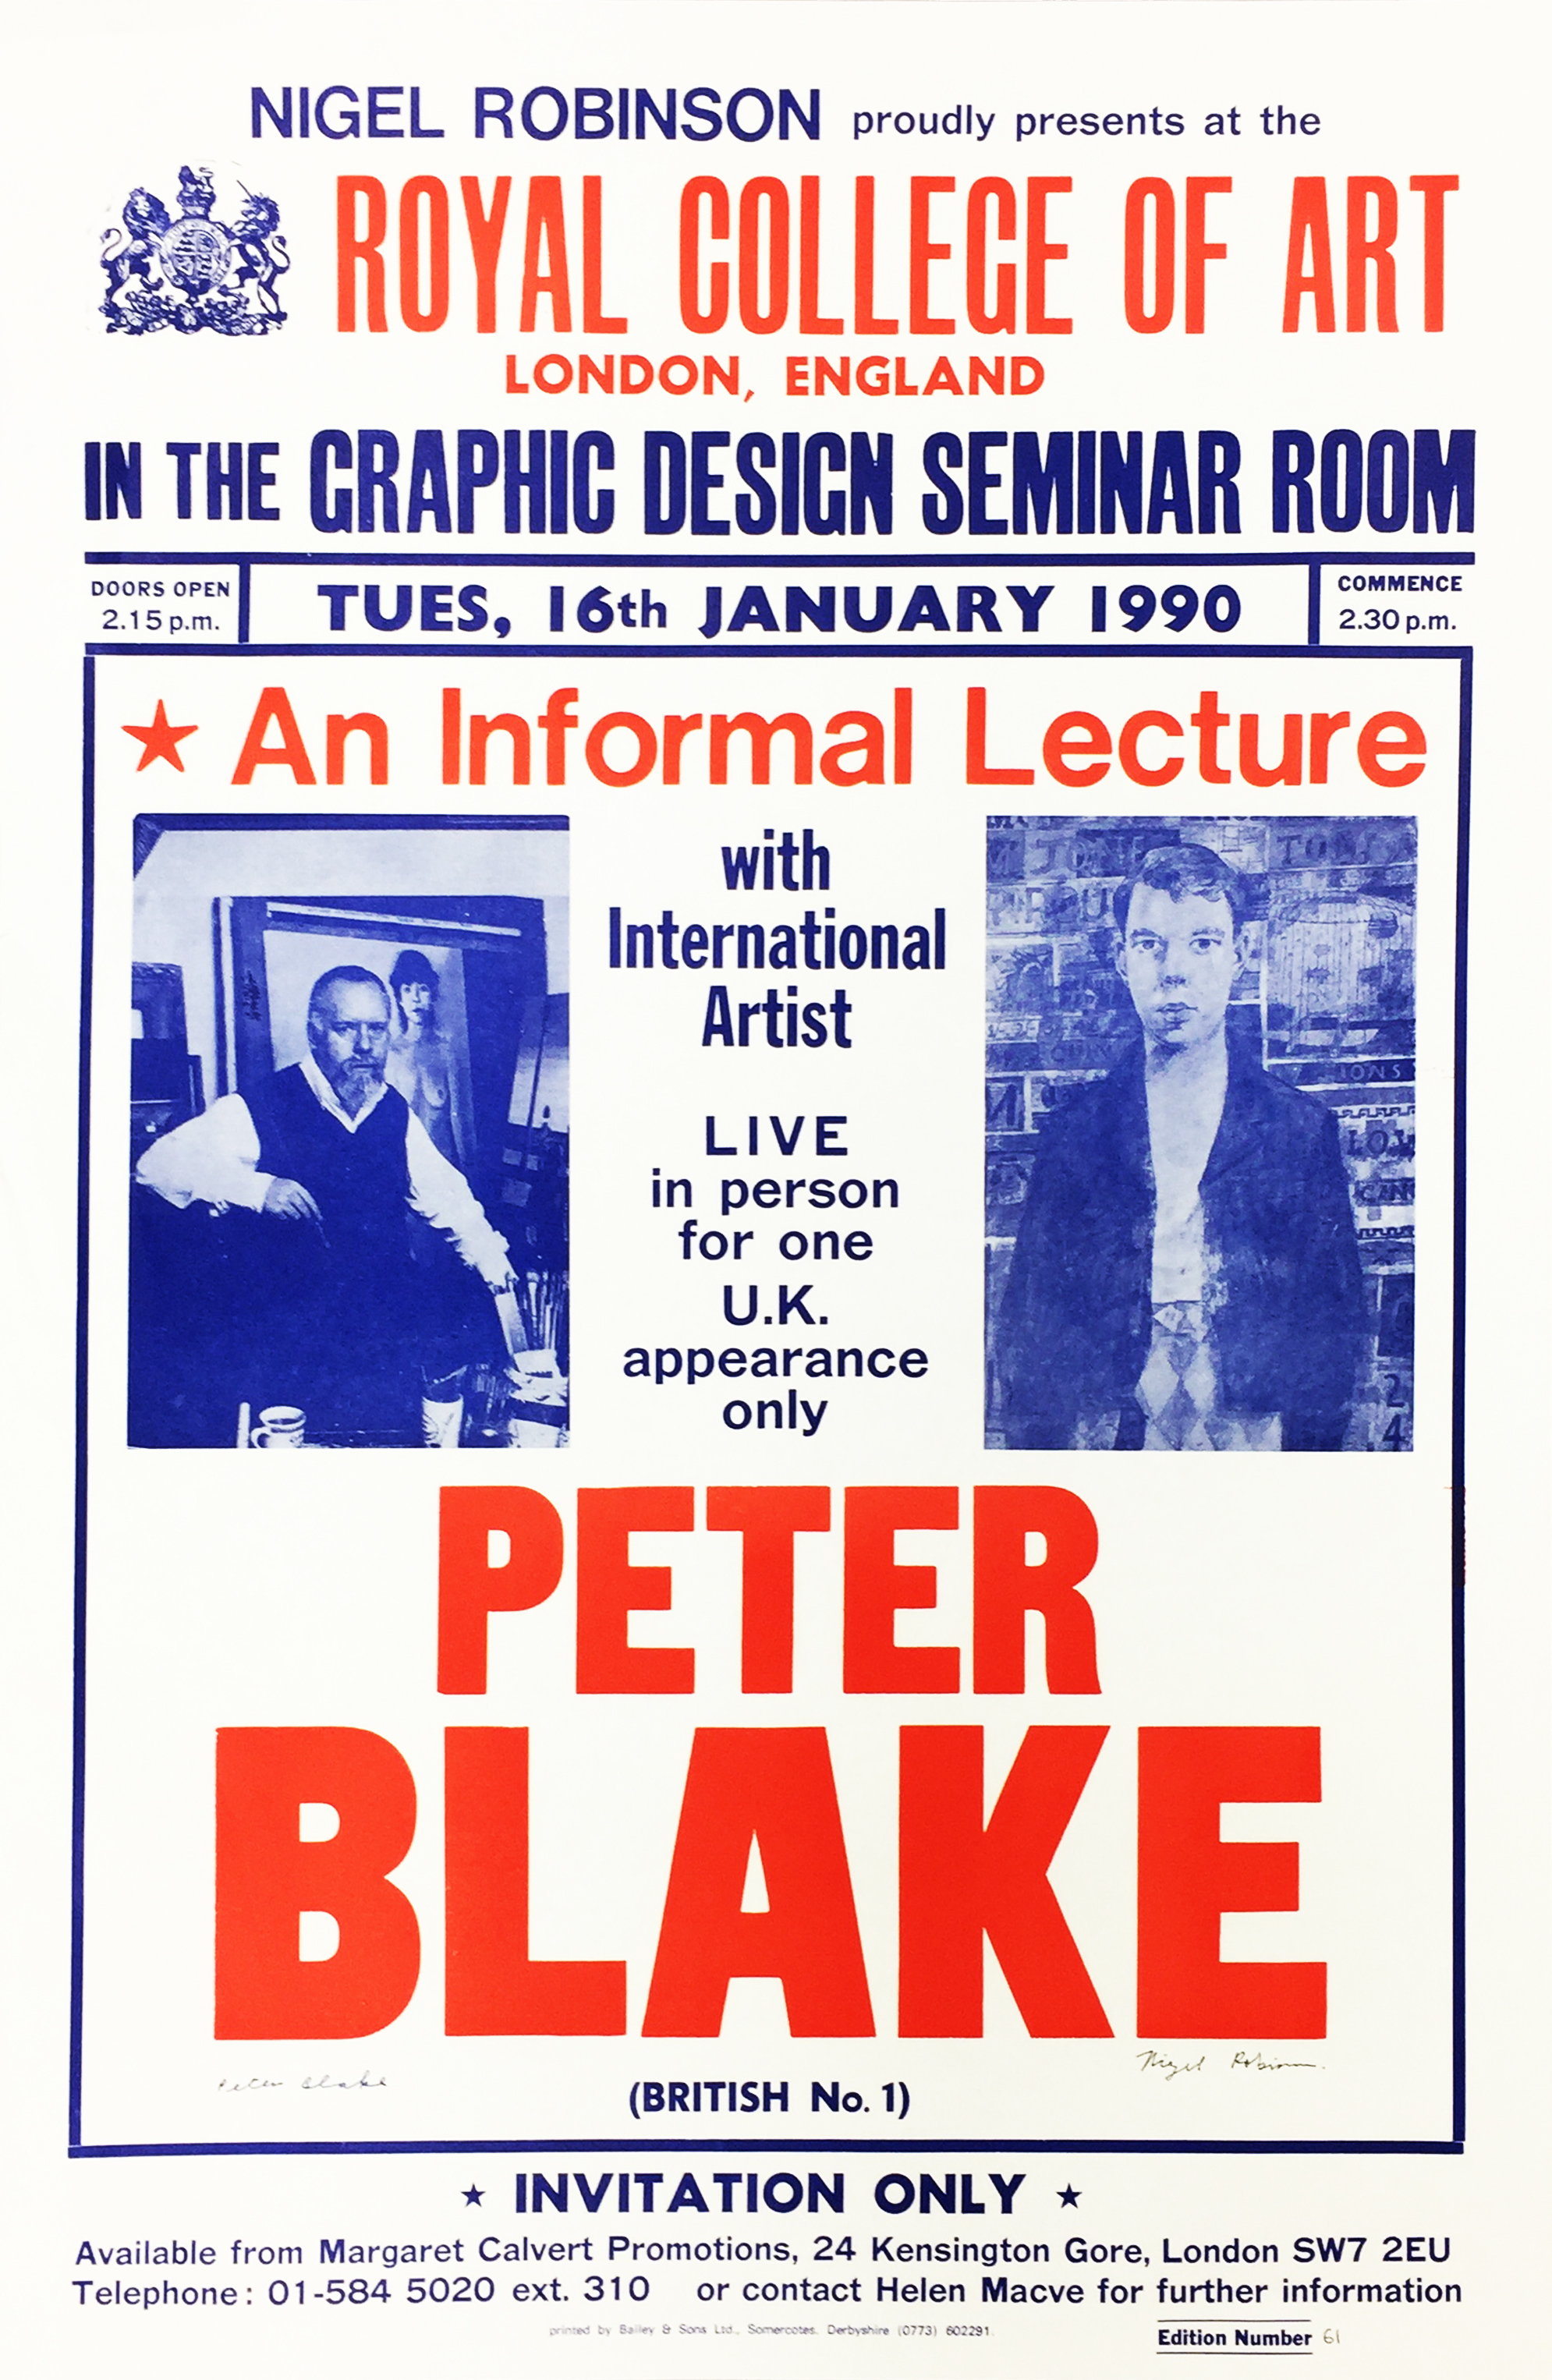 NIGEL ROBINSON proudly presents at the
ROYAL COLLEGE OF ART
LONDON, ENGLAND
IN THE GRAPHIC DESIGN SEMINAR ROOM
DOORS OPEN
2.15 p.m.
TUES, 16th JANUARY 1990
COMMENCE
2.30 p.m.
★ An Informal Lecture
with
International
Artist
LIVE
in person
for one
U.K.
appearance
only
PETER
BLAKE
Peter Blake
Nigel Robinson.
(BRITISH No. 1)
★ INVITATION ONLY ★
Available from Margaret Calvert Promotions, 24 Kensington Gore, London SW7 2EU
Telephone: 01-584 5020 ext. 310 or contact Helen Macve for further information
printed by Bailey & Sons Ltd., Somercotes. Derbyshire (0773) 602291.
Edition Number 61